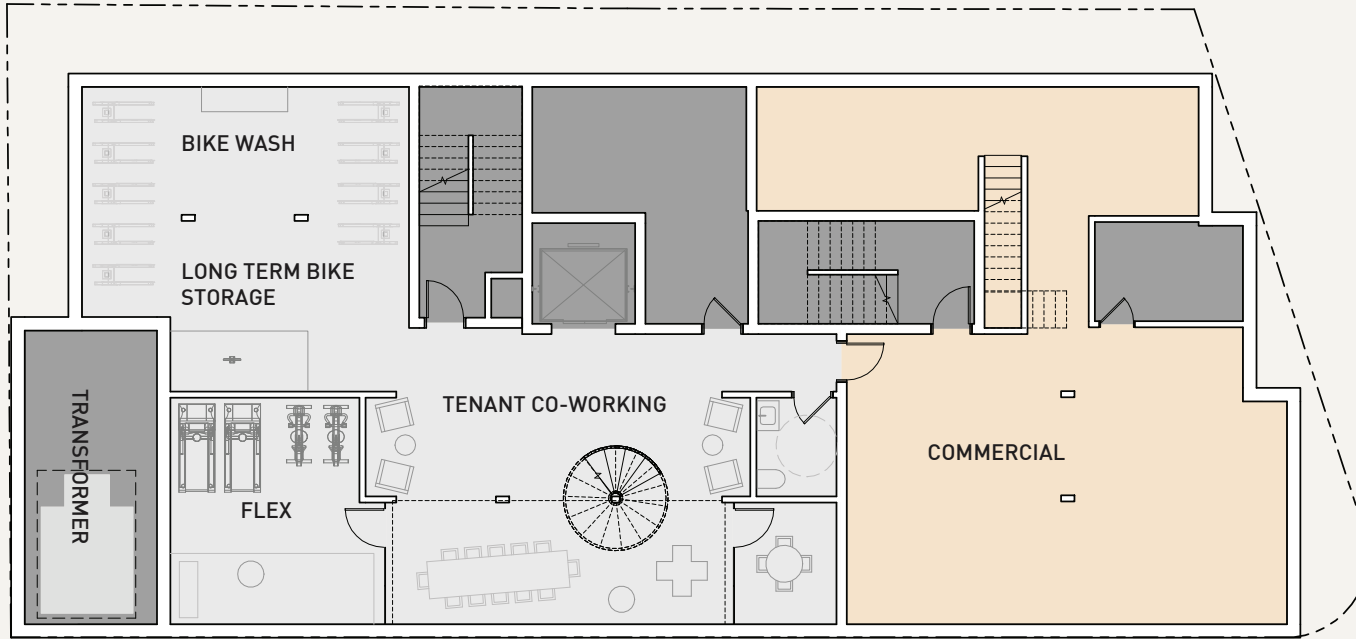 BIKE WASH
LONG TERM BIKE
STORAGE
TRANSFORMER
TENANT CO-WORKING
FLEX
COMMERCIAL